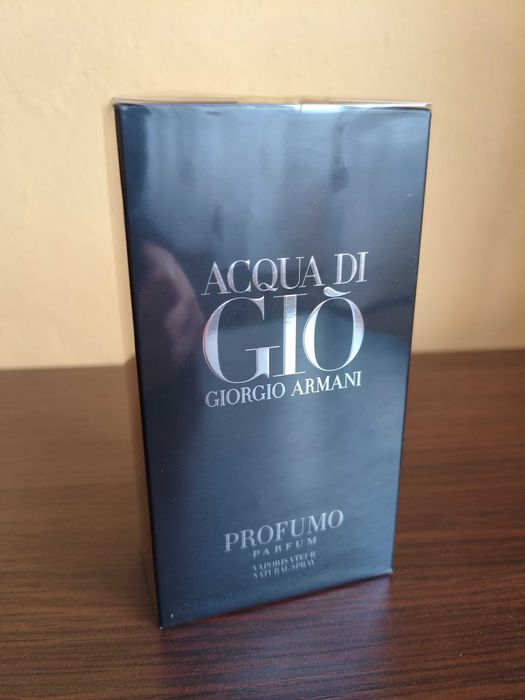 ACQUA DI
GIÒ
GIORGIO ARMANI
PROFUMO
PARFUM
VAPORISATEUR
NATURAL SPRAY